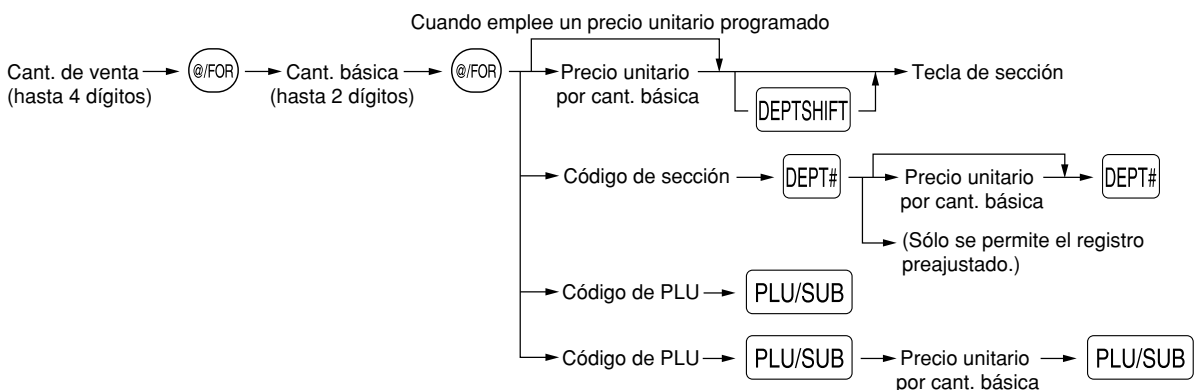 Cuando emplee un precio unitario programado
Cant. de venta @/FOR Cant. básica @/FOR Precio unitario Tecla de sección
(hasta 4 dígitos) (hasta 2 dígitos) por cant. básica DEPTSHIFT
Código de sección DEPT# Precio unitario DEPT#
por cant. básica
(Sólo se permite el registro
preajustado.)
Código de PLU PLU/SUB
Código de PLU PLU/SUB Precio unitario PLU/SUB
por cant. básica